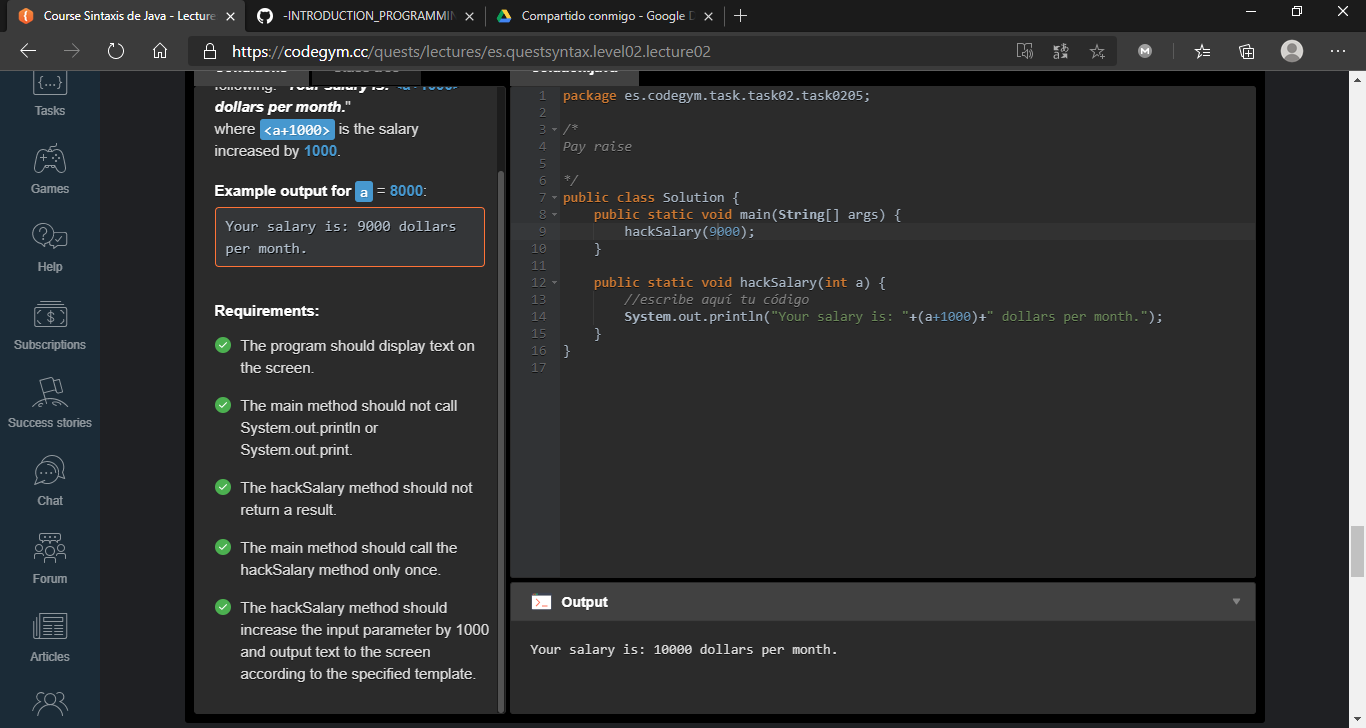 Course Sintaxis de Java - Lecture
-INTRODUCTION_PROGRAMMIN
Compartido conmigo - Google D
https://codegym.cc/quests/lectures/es.questsyntax.level02.lecture02
M
{...}
Tasks
Games
Help
Subscriptions
Success stories
Chat
Forum
Articles
following: "Your salary is: <a+1000>
dollars per month."
where <a+1000> is the salary
increased by 1000.
Example output for a = 8000:
Your salary is: 9000 dollars
per month.
Requirements:
The program should display text on
the screen.
The main method should not call
System.out.println or
System.out.print.
The hackSalary method should not
return a result.
The main method should call the
hackSalary method only once.
The hackSalary method should
increase the input parameter by 1000
and output text to the screen
according to the specified template.
1 package es.codegym.task.task02.task0205;
2
3 /*
4 Pay raise
5
6 */
7 public class Solution {
8     public static void main(String[] args) {
9         hackSalary(9000);
10     }
11
12     public static void hackSalary(int a) {
13         //escribe aquí tu código
14         System.out.println("Your salary is: "+(a+1000)+" dollars per month.");
15     }
16 }
17
Output
Your salary is: 10000 dollars per month.